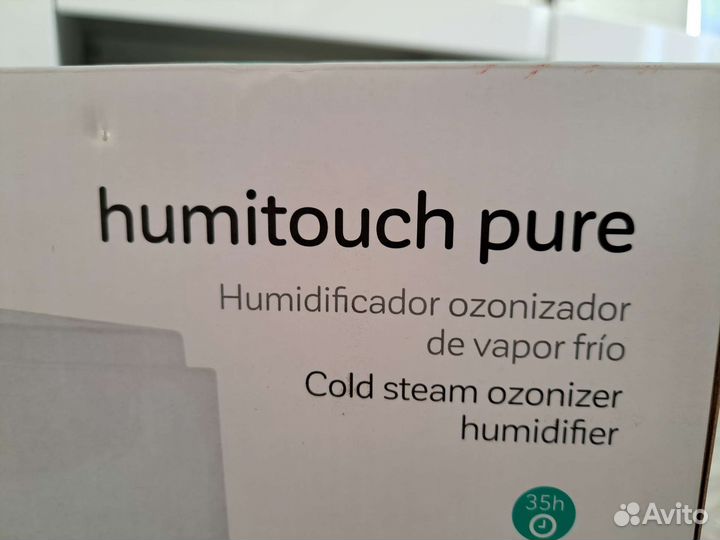 humitouch pure
Humidificador ozonizador
de vapor frío
Cold steam ozonizer
humidifier
35h
Avito